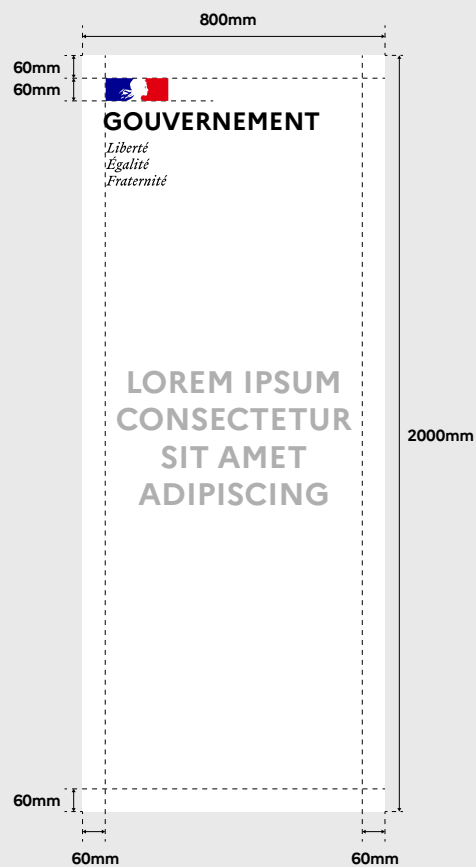 800mm
60mm
60mm
GOUVERNEMENT
Liberté
Égalité
Fraternité
LOREM IPSUM
CONSECTETUR
SIT AMET
ADIPISCING
2000mm
60mm
60mm
60mm